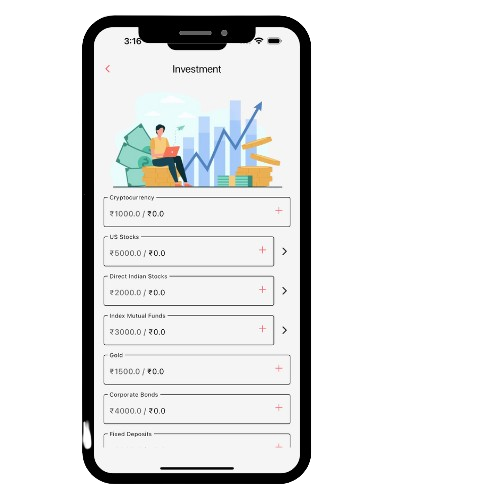 3:16
Investment
Cryptocurrency
₹1000.0 / ₹0.0
US Stocks
₹5000.0 / ₹0.0
Direct Indian Stocks
₹2000.0 / ₹0.0
Index Mutual Funds
₹3000.0 / ₹0.0
Gold
₹1500.0 / ₹0.0
Corporate Bonds
₹4000.0 / ₹0.0
Fixed Deposits